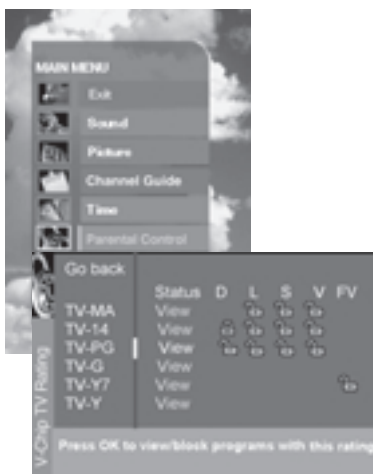 MAIN MENU
Exit
Sound
Picture
Channel Guide
Time
Parental Control
Go back
Status D L S V FV
TV-MA View
TV-14 View
TV-PG View
TV-G View
TV-Y7 View
TV-Y View
V-Chip TV Rating
Press OK to view/block programs with this rating